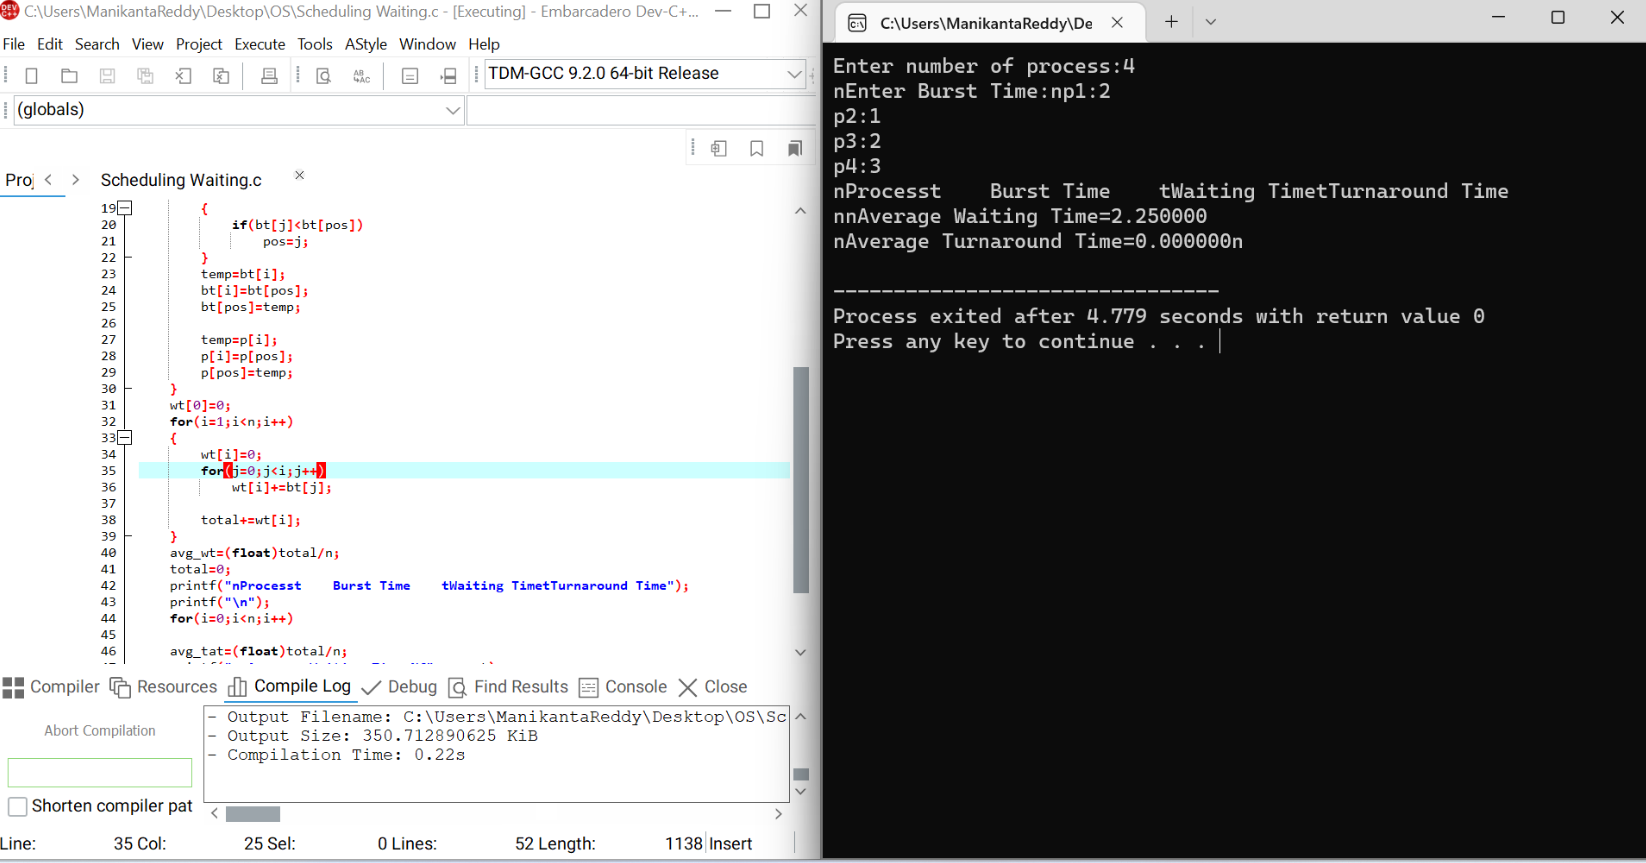 C:\Users\ManikantaReddy\Desktop\OS\Scheduling Waiting.c - [Executing] - Embarcadero Dev-C+...
File Edit Search View Project Execute Tools AStyle Window Help
TDM-GCC 9.2.0 64-bit Release
(globals)
Proj Scheduling Waiting.c
19 {
20 if(bt[j]<bt[pos])
21 pos=j;
22 }
23 temp=bt[i];
24 bt[i]=bt[pos];
25 bt[pos]=temp;
26
27 temp=p[i];
28 p[i]=p[pos];
29 p[pos]=temp;
30 }
31 wt[0]=0;
32 for(i=1;i<n;i++)
33 {
34 wt[i]=0;
35 for(j=0;j<i;j++)
36 wt[i]+=bt[j];
37
38 total+=wt[i];
39 }
40 avg_wt=(float)total/n;
41 total=0;
42 printf("nProcesst    Burst Time    tWaiting TimetTurnaround Time");
43 printf("\n");
44 for(i=0;i<n;i++)
45
46 avg_tat=(float)total/n;
Compiler Resources Compile Log Debug Find Results Console Close
Abort Compilation
Shorten compiler pat
- Output Filename: C:\Users\ManikantaReddy\Desktop\OS\Sc
- Output Size: 350.712890625 KiB
- Compilation Time: 0.22s
Line: 35 Col: 25 Sel: 0 Lines: 52 Length: 1138 Insert
C:\Users\ManikantaReddy\De
Enter number of process:4
nEnter Burst Time:np1:2
p2:1
p3:2
p4:3
nProcesst    Burst Time    tWaiting TimetTurnaround Time
nnAverage Waiting Time=2.250000
nAverage Turnaround Time=0.000000n
--------------------------------
Process exited after 4.779 seconds with return value 0
Press any key to continue . . .